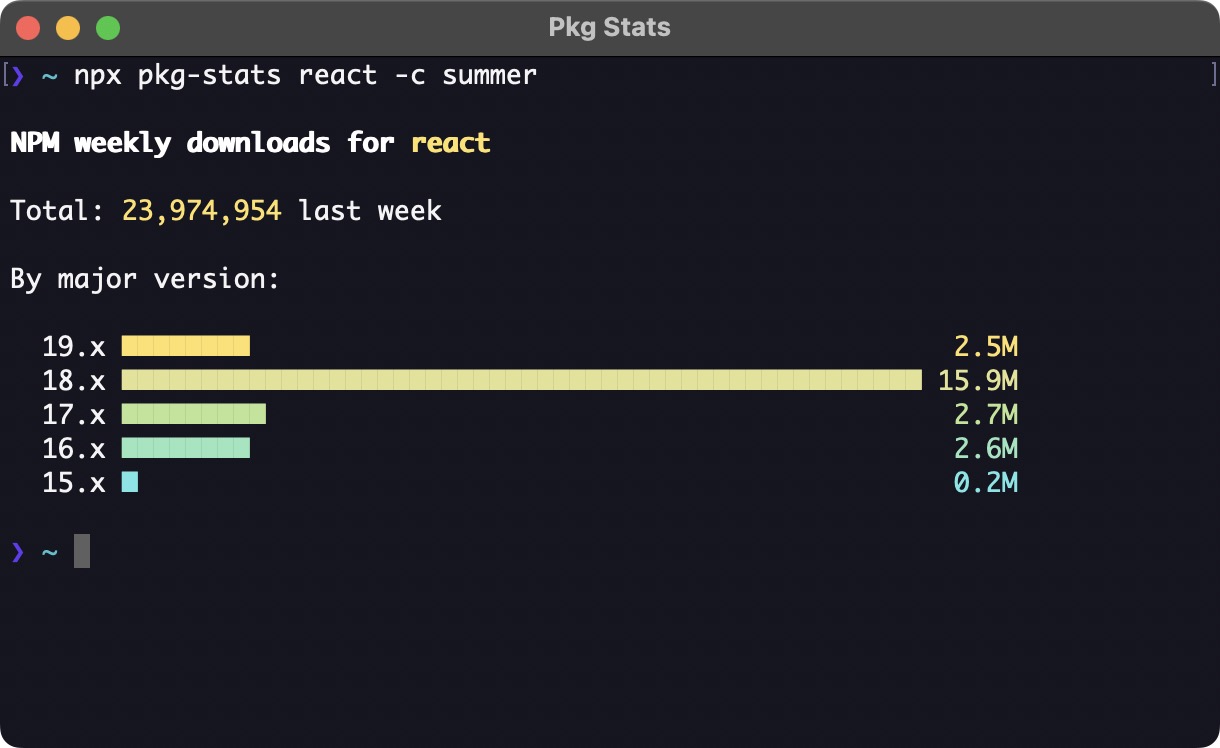 Pkg Stats
[❯ ~ npx pkg-stats react -c summer ]
NPM weekly downloads for react
Total: 23,974,954 last week
By major version:
19.x 2.5M
18.x 15.9M
17.x 2.7M
16.x 2.6M
15.x 0.2M
❯ ~